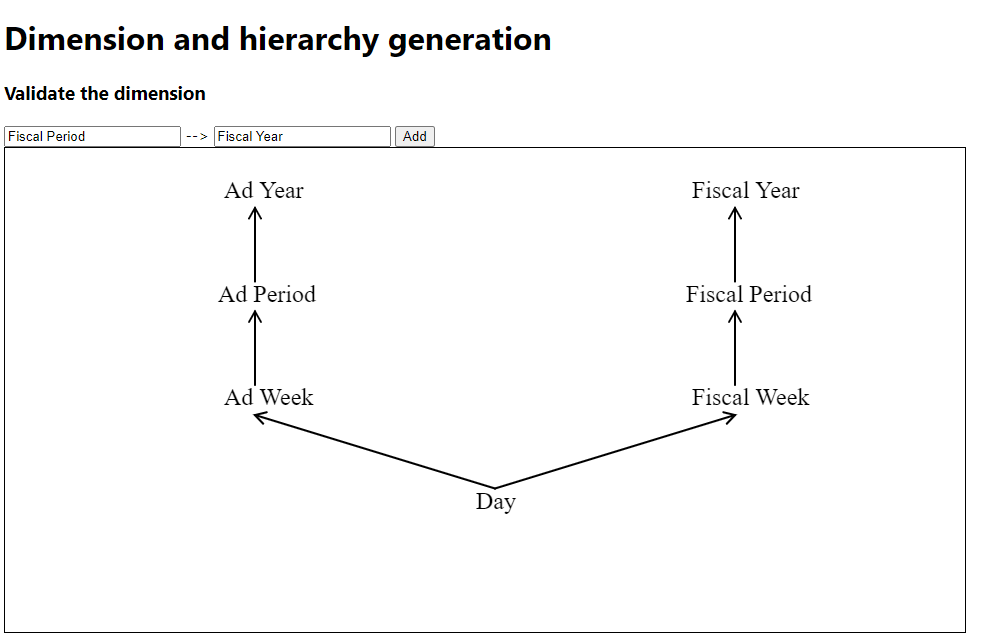 Dimension and hierarchy generation
Validate the dimension
Fiscal Period --> Fiscal Year Add
Ad Year Fiscal Year
Ad Period Fiscal Period
Ad Week Fiscal Week
Day